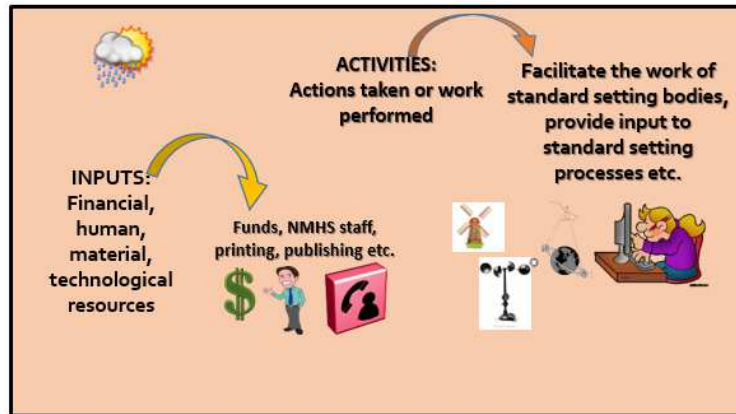 INPUTS:
Financial,
human,
material,
technological
resources
Funds, NMHS staff,
printing, publishing etc.
ACTIVITIES:
Actions taken or work
performed
Facilitate the work of
standard setting bodies,
provide input to
standard setting
processes etc.